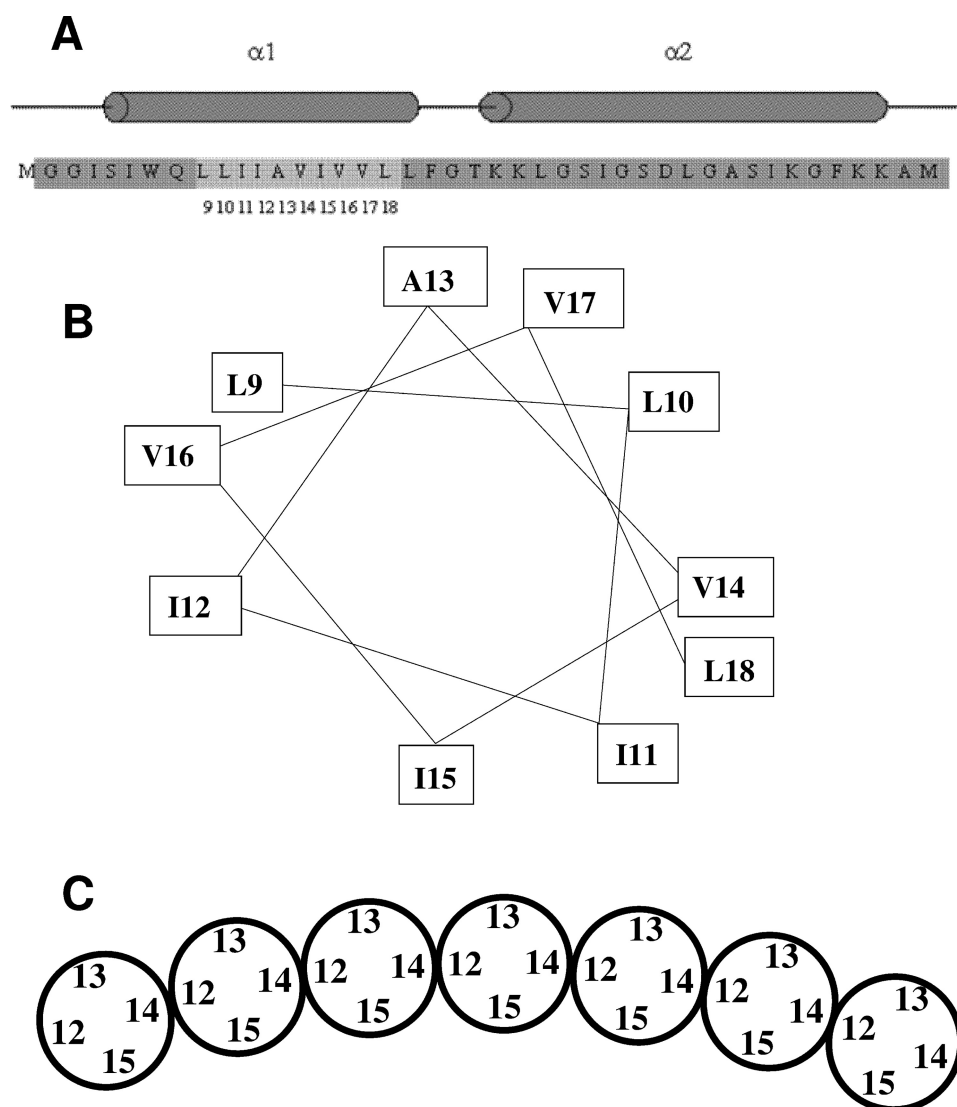 A
α1 α2
M G G I S I W Q L L I I A V I V V L L F G T K K L G S I G S D L G A S I K G F K K A M
9 10 11 12 13 14 15 16 17 18
B
A13
V17
L9
L10
V16
V14
I12
L18
I11
I15
C
13 13 13 13 13 13 13
12 14 12 14 12 14 12 14 12 14 12 14 12 14
15 15 15 15 15 15 15